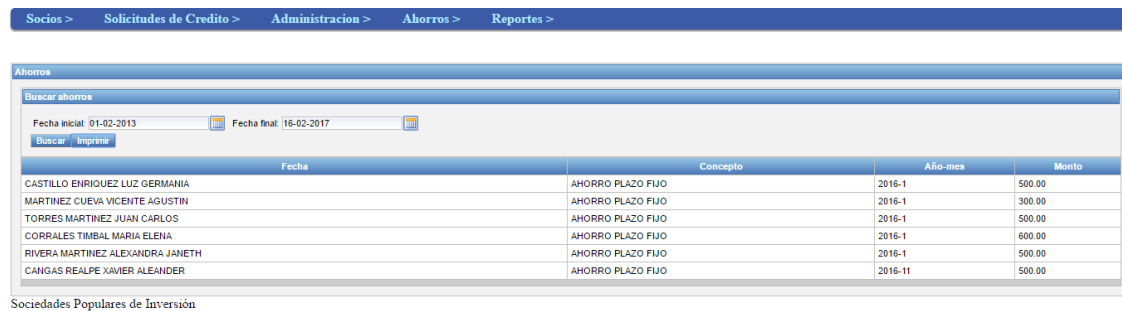 Socios > Solicitudes de Credito > Administracion > Ahorros > Reportes >
Ahorros
Buscar ahorros
Fecha inicial: 01-02-2013 Fecha final: 16-02-2017
Buscar Imprimir
Fecha Concepto Año-mes Monto
CASTILLO ENRIQUEZ LUZ GERMANIA AHORRO PLAZO FIJO 2016-1 500.00
MARTINEZ CUEVA VICENTE AGUSTIN AHORRO PLAZO FIJO 2016-1 300.00
TORRES MARTINEZ JUAN CARLOS AHORRO PLAZO FIJO 2016-1 500.00
CORRALES TIMBAL MARIA ELENA AHORRO PLAZO FIJO 2016-1 600.00
RIVERA MARTINEZ ALEXANDRA JANETH AHORRO PLAZO FIJO 2016-1 500.00
CANGAS REALPE XAVIER ALEANDER AHORRO PLAZO FIJO 2016-11 500.00
Sociedades Populares de Inversión